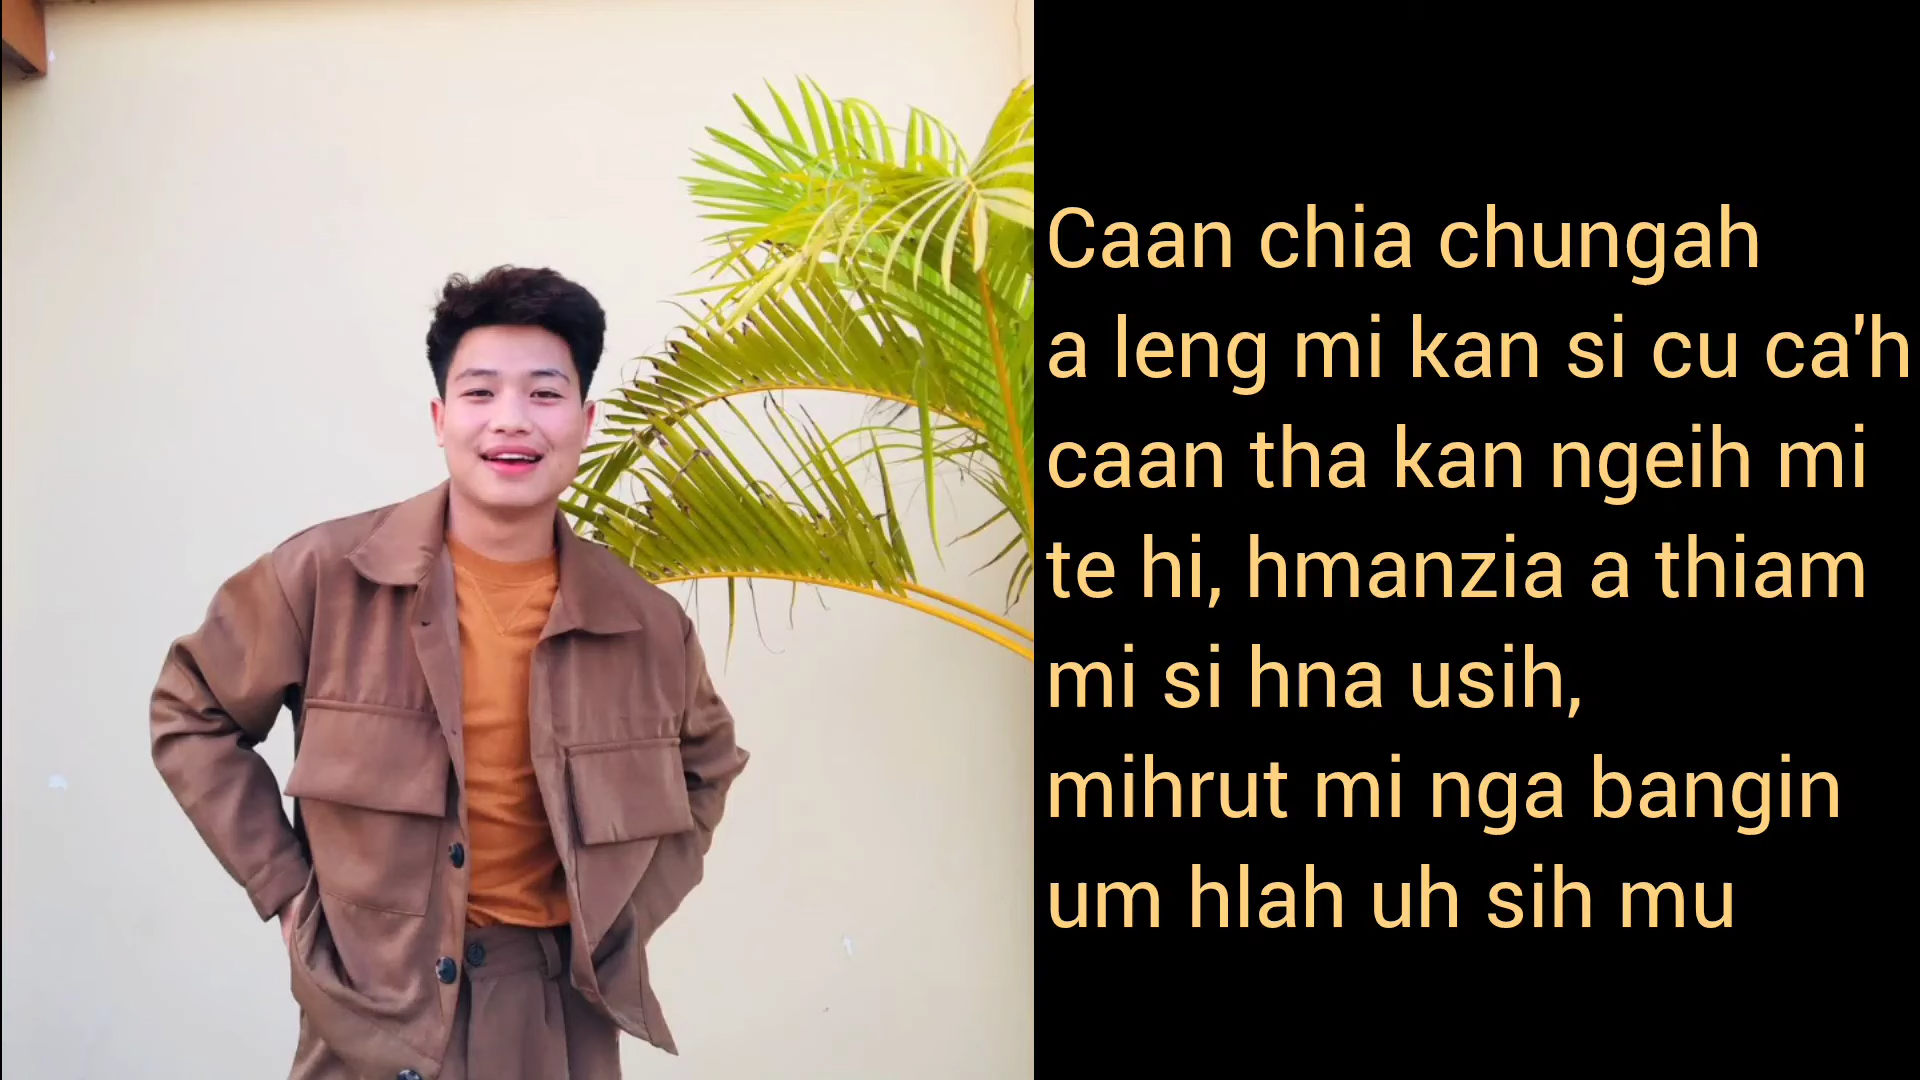 Caan chia chungah
a leng mi kan si cu ca'h
caan tha kan ngeih mi
te hi, hmanzia a thiam
mi si hna usih,
mihrut mi nga bangin
um hlah uh sih mu